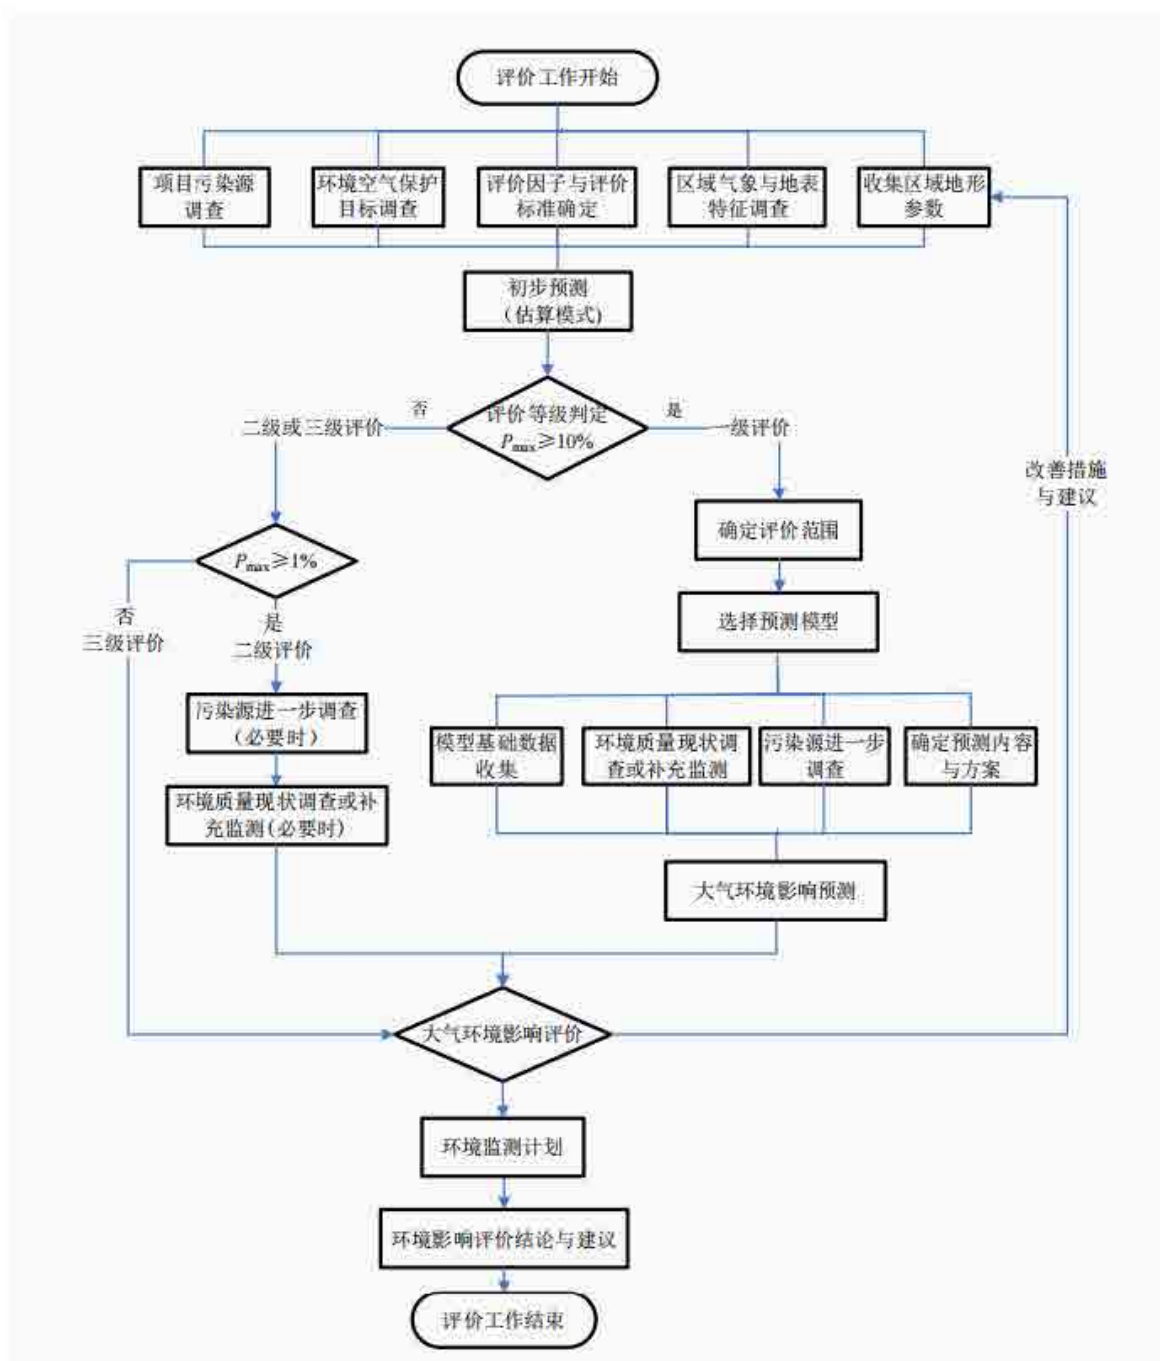 评价工作开始
项目污染源
调查
环境空气保护
目标调查
评价因子与评价
标准确定
区域气象与地表
特征调查
收集区域地形
参数
初步预测
（估算模式）
评价等级判定
Pmax≥10%
否
二级或三级评价
是
一级评价
改善措施
与建议
确定评价范围
Pmax≥1%
选择预测模型
否
三级评价
是
二级评价
污染源进一步调查
（必要时）
模型基础数据
收集
环境质量现状调
查或补充监测
污染源进一步
调查
确定预测内容
与方案
环境质量现状调查或补
充监测(必要时)
大气环境影响预测
大气环境影响评价
环境监测计划
环境影响评价结论与建议
评价工作结束